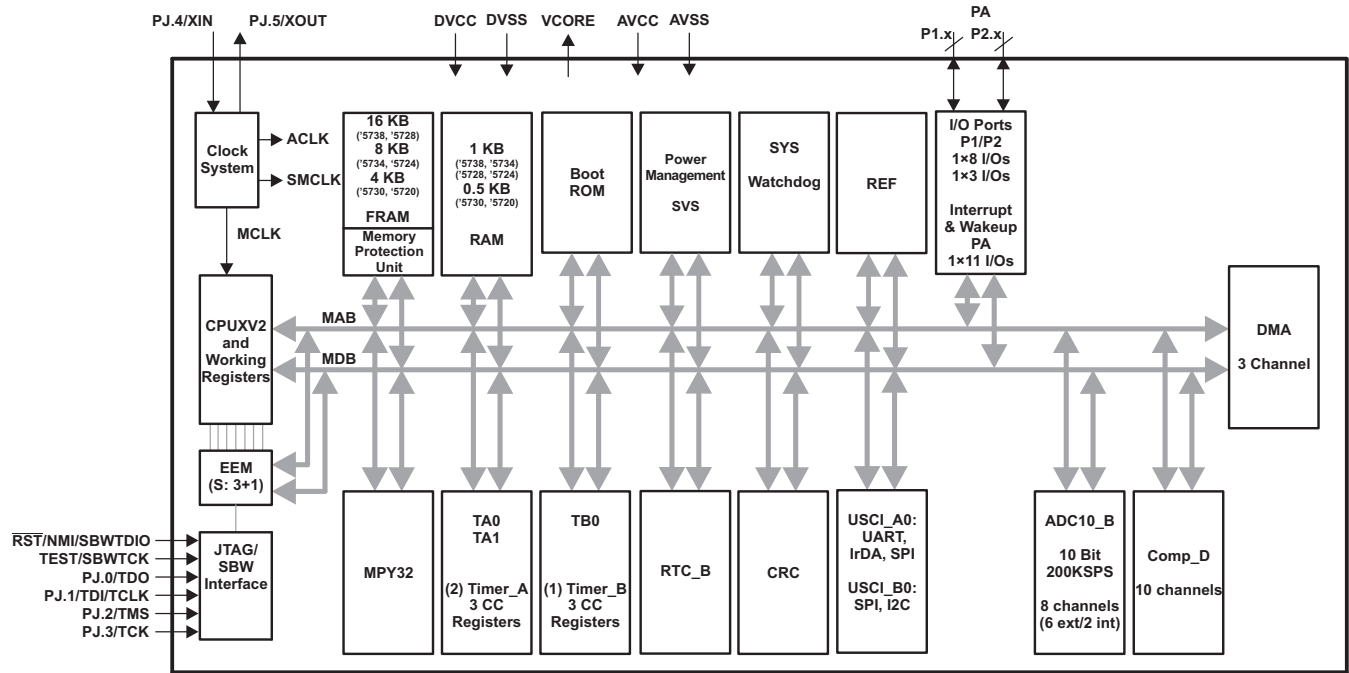 PJ.4/XIN
PJ.5/XOUT
DVCC
DVSS
VCORE
AVCC
AVSS
PA
P1.x
P2.x
Clock
System
ACLK
SMCLK
MCLK
16 KB
('5738, '5728)
8 KB
('5734, '5724)
4 KB
('5730, '5720)
FRAM
Memory
Protection
Unit
1 KB
('5738, '5734)
'5728, '5724)
0.5 KB
('5730, '5720)
RAM
Boot
ROM
Power
Management
SVS
SYS
Watchdog
REF
I/O Ports
P1/P2
1×8 I/Os
1×3 I/Os
Interrupt
& Wakeup
PA
1×11 I/Os
CPUXV2
and
Working
Registers
MAB
MDB
DMA
3 Channel
EEM
(S: 3+1)
RST/NMI/SBWTDIO
TEST/SBWTCK
PJ.0/TDO
PJ.1/TDI/TCLK
PJ.2/TMS
PJ.3/TCK
JTAG/
SBW
Interface
MPY32
TA0
TA1
(2) Timer_A
3 CC
Registers
TB0
(1) Timer_B
3 CC
Registers
RTC_B
CRC
USCI_A0:
UART,
IrDA, SPI
USCI_B0:
SPI, I2C
ADC10_B
10 Bit
200KSPS
8 channels
(6 ext/2 int)
Comp_D
10 channels